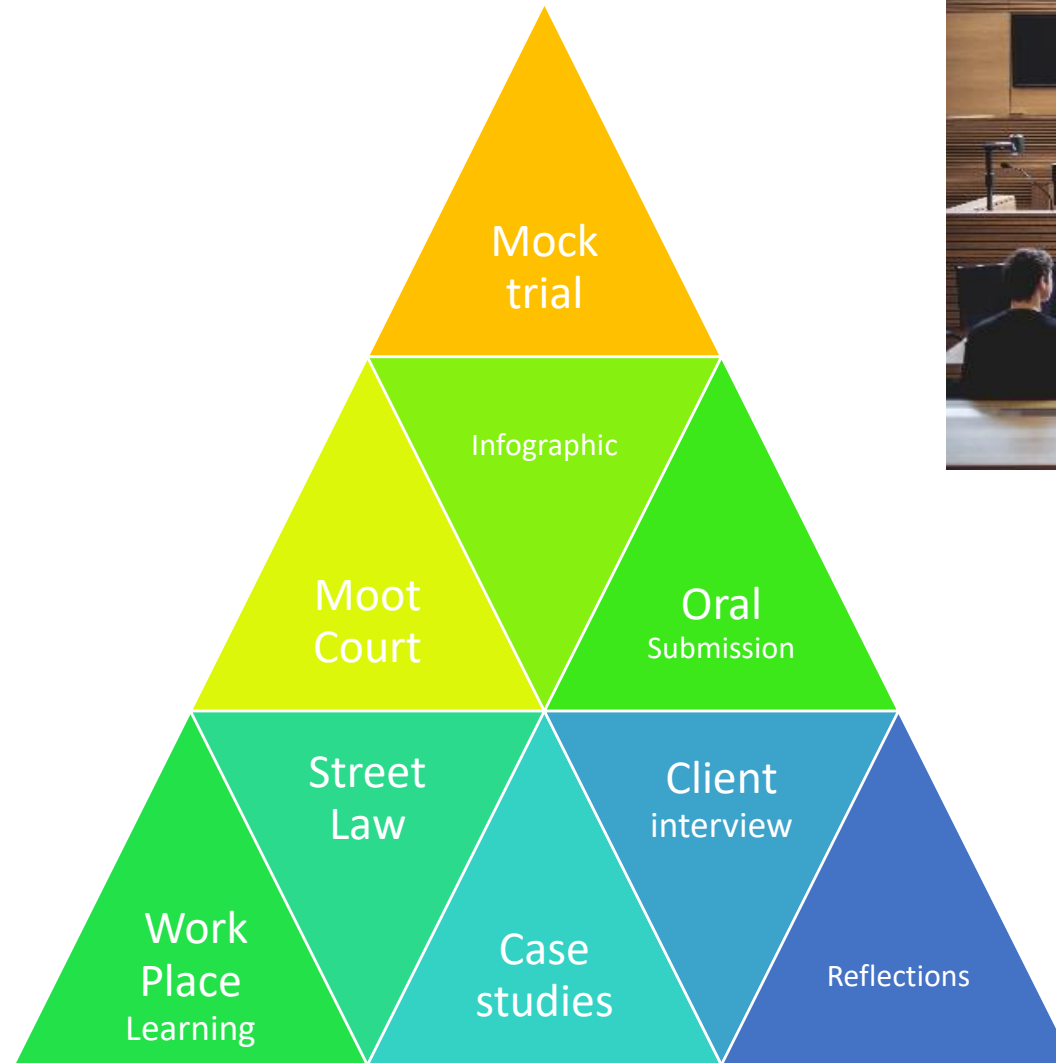 Mock
trial
Infographic
Moot
Court
Oral
Submission
Street
Law
Client
interview
Work
Place
Learning
Case
studies
Reflections